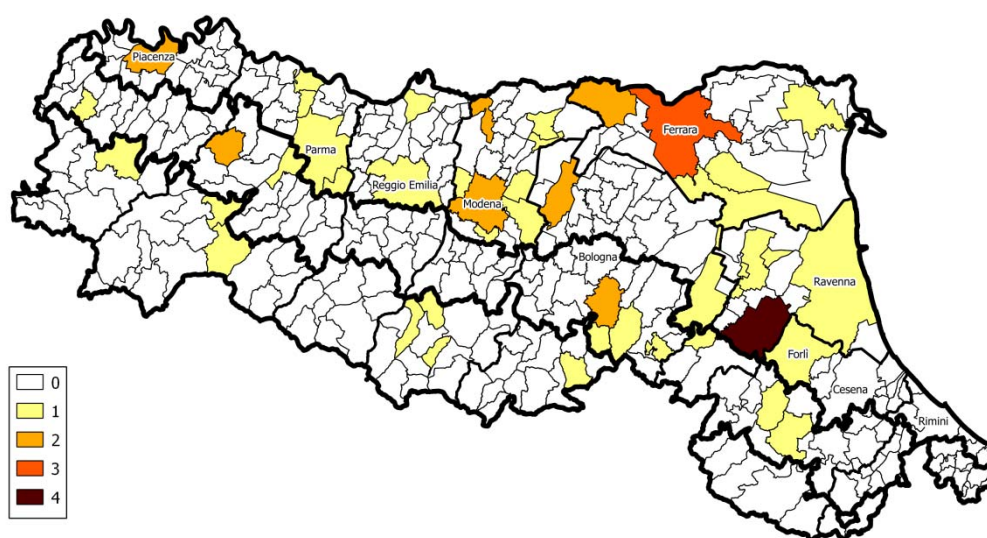 Piacenza
Parma
Reggio Emilia
Modena
Ferrara
Bologna
Ravenna
Forlì
Cesena
Rimini
0
1
2
3
4